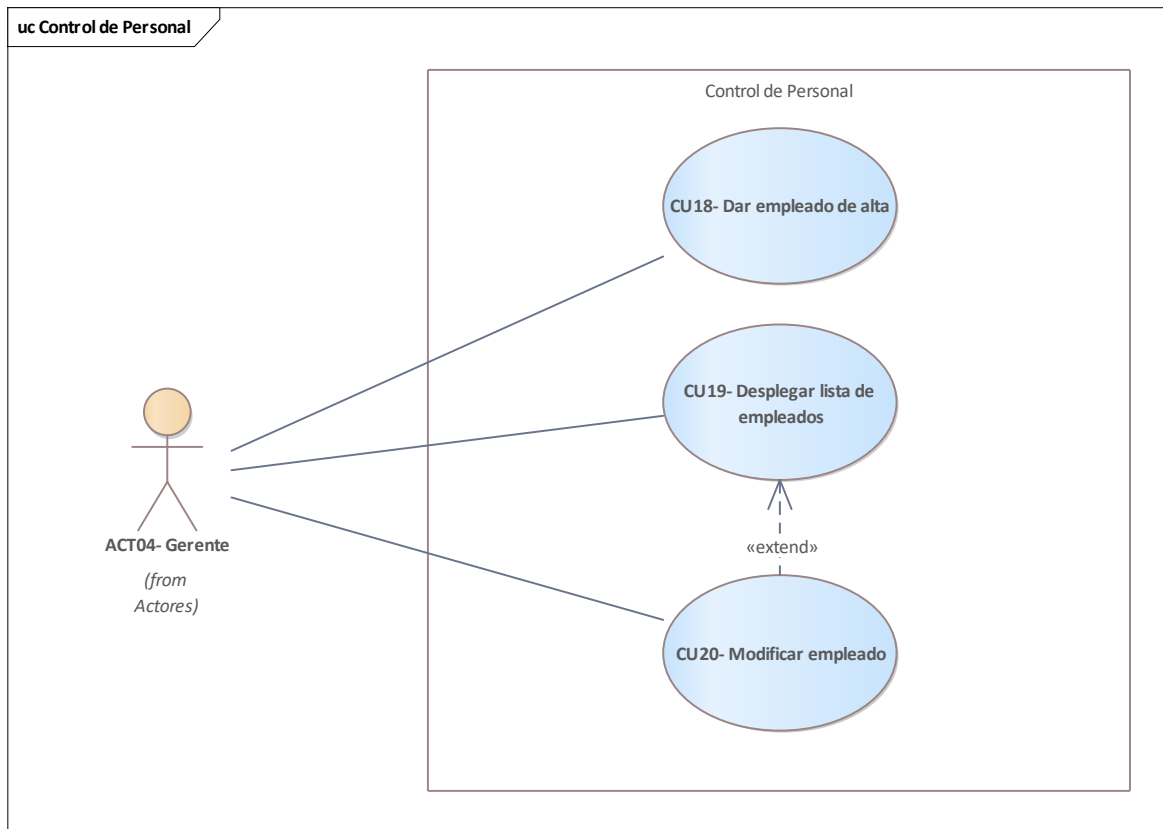 uc Control de Personal
Control de Personal
CU18- Dar empleado de alta
CU19- Desplegar lista de
empleados
«extend»
ACT04- Gerente
(from
Actores)
CU20- Modificar empleado